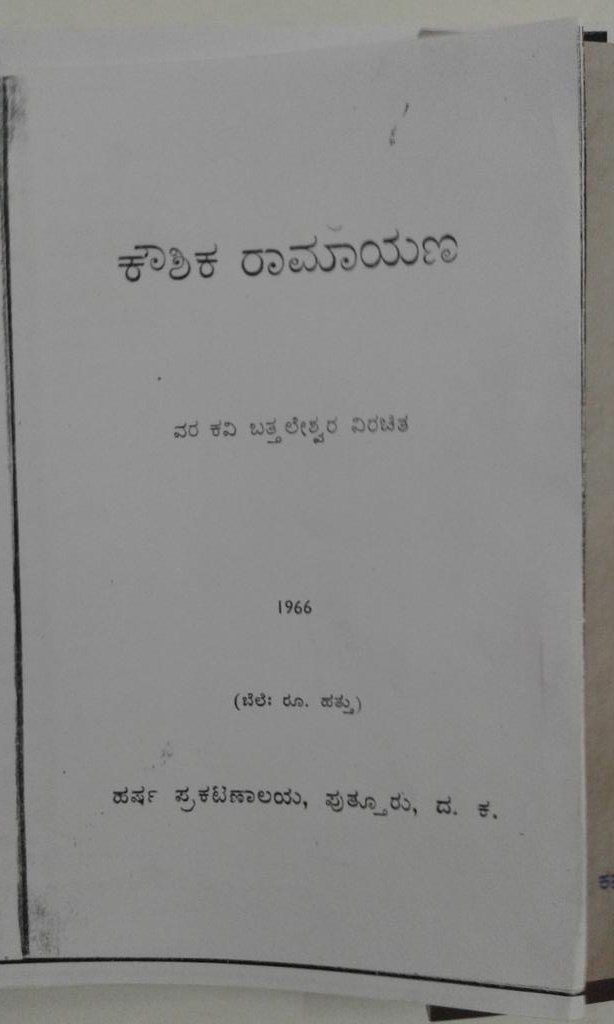 ಕೌಶಿಕ ರಾಮಾಯಣ
ವರ ಕವಿ ಬತ್ತಲೇಶ್ವರ ವಿರಚಿತ
1966
(ಬೆಲೆ: ರೂ. ಹತ್ತು)
ಹರ್ಷ ಪ್ರಕಟಣಾಲಯ, ಪುತ್ತೂರು, ದ. ಕ.